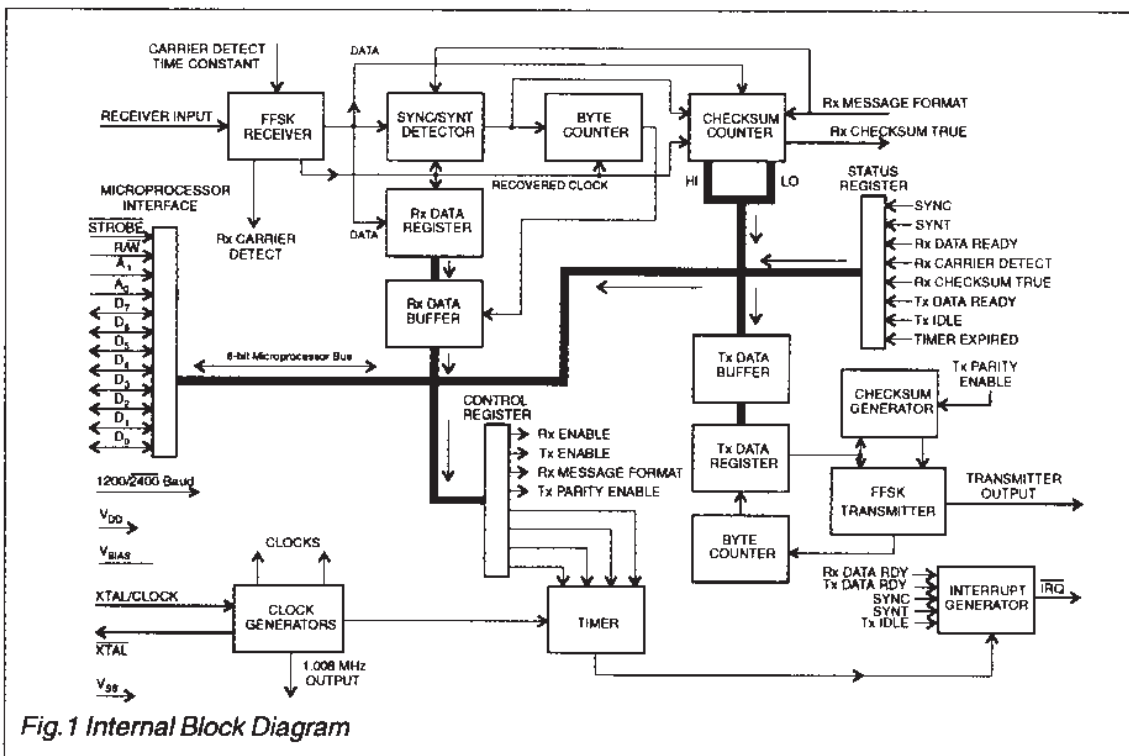 CARRIER DETECT
TIME CONSTANT
DATA
RECEIVER INPUT
FFSK
RECEIVER
SYNC/SYNT
DETECTOR
BYTE
COUNTER
CHECKSUM
COUNTER
Rx MESSAGE FORMAT
Rx CHECKSUM TRUE
RECOVERED CLOCK
HI
LO
MICROPROCESSOR
INTERFACE
Rx CARRIER
DETECT
DATA
Rx DATA
REGISTER
Rx DATA
BUFFER
STATUS
REGISTER
SYNC
SYNT
Rx DATA READY
Rx CARRIER DETECT
Rx CHECKSUM TRUE
Tx DATA READY
Tx IDLE
TIMER EXPIRED
STROBE
R/W
A1
A0
D7
D6
D5
D4
D3
D2
D1
D0
8-bit Microprocessor Bus
Tx DATA
BUFFER
Tx PARITY
ENABLE
CHECKSUM
GENERATOR
CONTROL
REGISTER
Rx ENABLE
Tx ENABLE
Rx MESSAGE FORMAT
Tx PARITY ENABLE
Tx DATA
REGISTER
FFSK
TRANSMITTER
TRANSMITTER
OUTPUT
BYTE
COUNTER
1200/2400 Baud
VDD
VBIAS
CLOCKS
XTAL/CLOCK
XTAL
VSS
CLOCK
GENERATORS
1.008 MHz
OUTPUT
TIMER
Rx DATA RDY
Tx DATA RDY
SYNC
SYNT
Tx IDLE
INTERRUPT
GENERATOR
IRQ
Fig.1 Internal Block Diagram